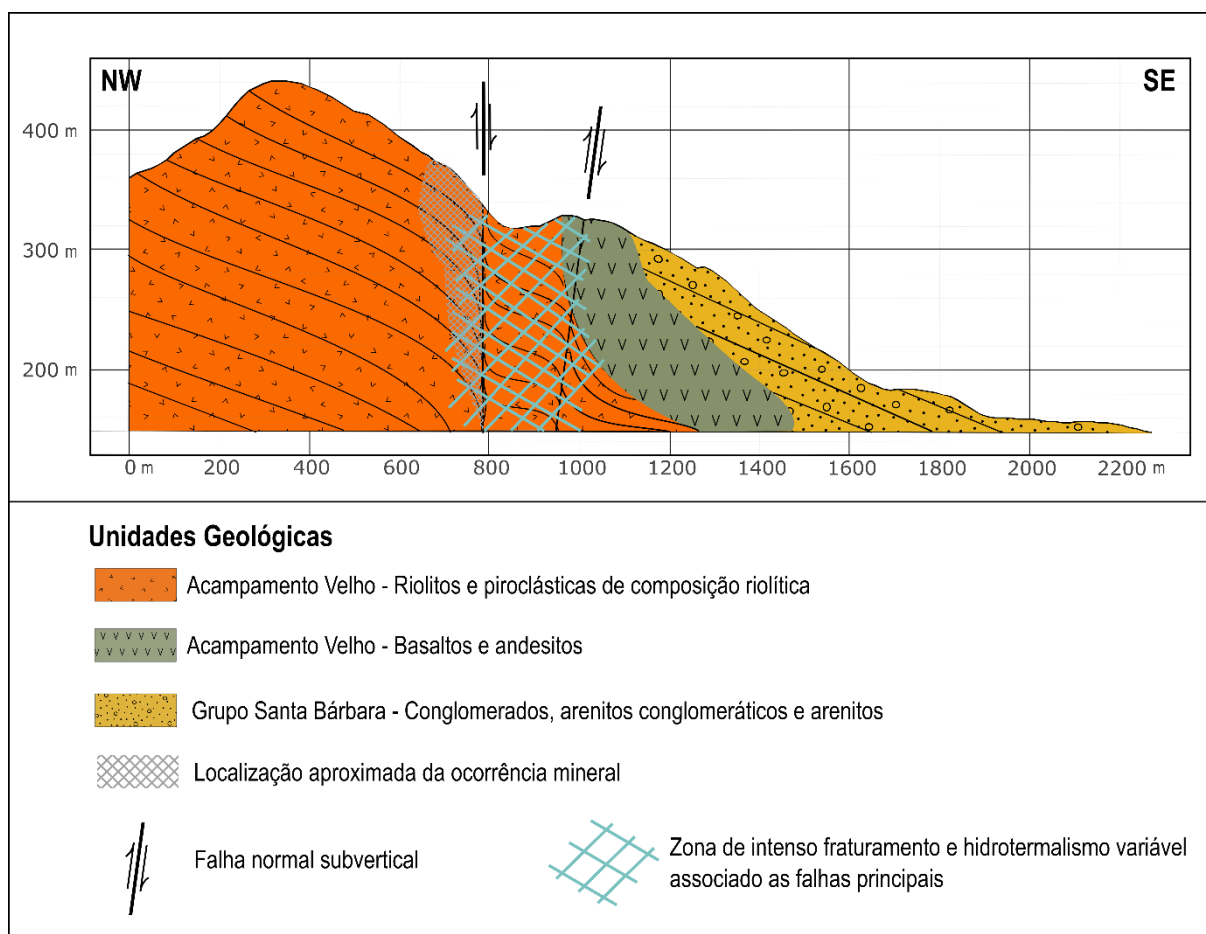 NW
SE
400 m
300 m
200 m
0 m 200 400 600 800 1000 1200 1400 1600 1800 2000 2200 m
Unidades Geológicas
Acampamento Velho - Riolitos e piroclásticas de composição riolítica
Acampamento Velho - Basaltos e andesitos
Grupo Santa Bárbara - Conglomerados, arenitos conglomeráticos e arenitos
Localização aproximada da ocorrência mineral
Falha normal subvertical
Zona de intenso fraturamento e hidrotermalismo variável
associado as falhas principais